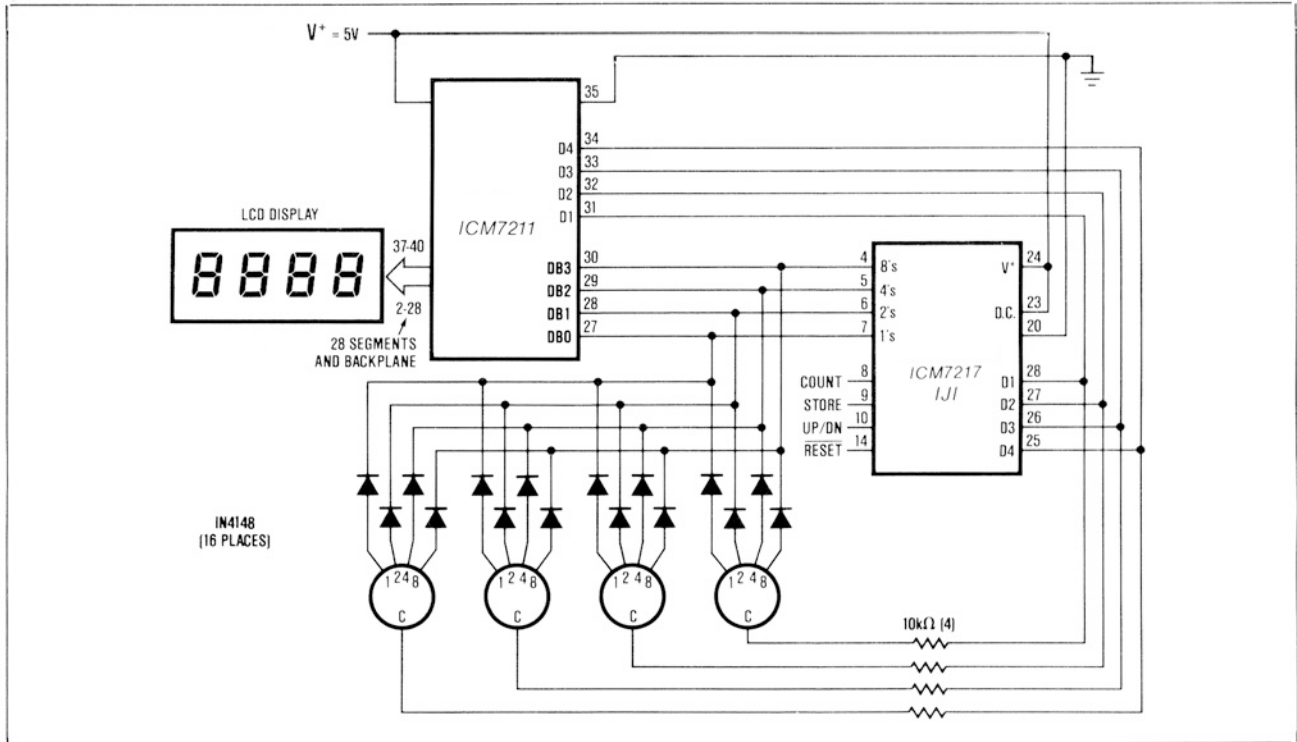 V⁺ = 5V
35
D4 34
D3 33
D2 32
D1 31
ICM7211
LCD DISPLAY
8888
37-40
2-28
28 SEGMENTS
AND BACKPLANE
DB3 30
DB2 29
DB1 28
DB0 27
4 8's
5 4's
6 2's
7 1's
V⁺ 24
D.C. 23
20
ICM7217
IJI
COUNT 8
STORE 9
UP/DN 10
RESET 14
D1 28
D2 27
D3 26
D4 25
IN4148
(16 PLACES)
1 2 4 8
C
1 2 4 8
C
1 2 4 8
C
1 2 4 8
C
10kΩ (4)